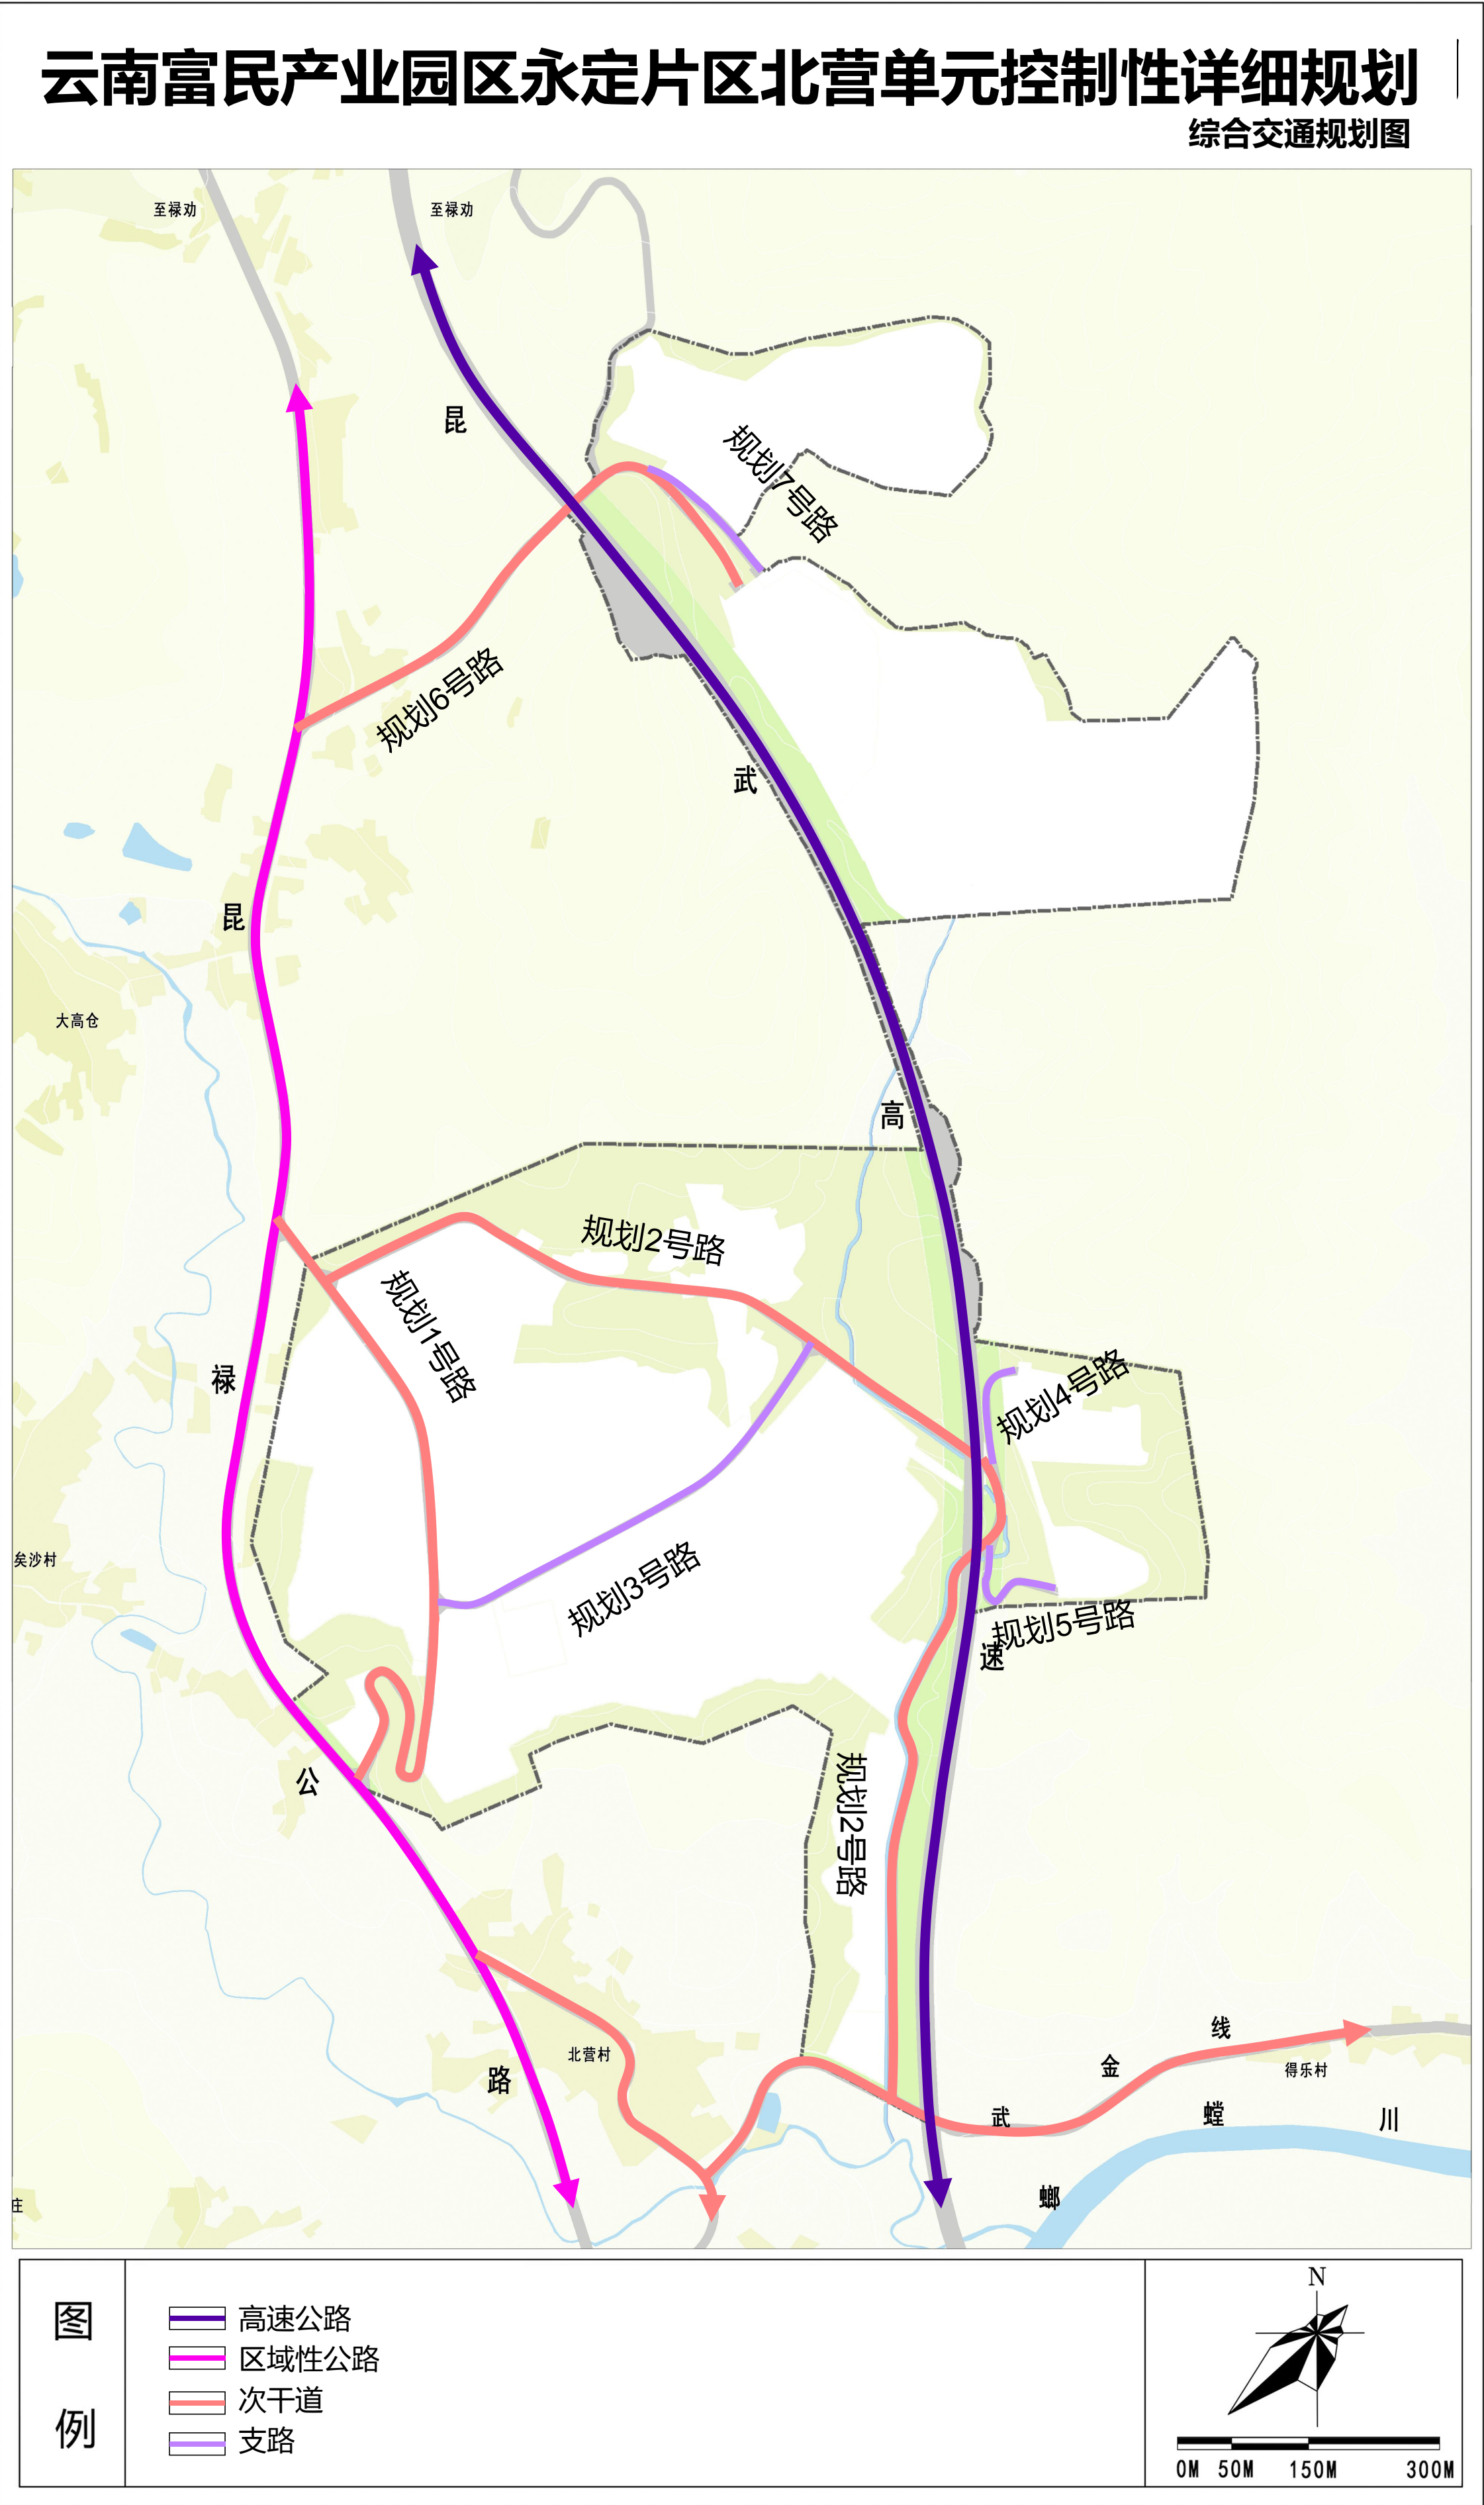 云南富民产业园区永定片区北营单元控制性详细规划
综合交通规划图
至禄劝
至禄劝
昆
规划7号路
规划6号路
武
昆
大高仓
高
规划2号路
规划1号路
禄
规划4号路
矣沙村
规划3号路
规划5号路
速
公
规划2号路
线
北营村
金
得乐村
路
武
螳
川
螂
庄
图
例
高速公路
区域性公路
次干道
支路
N
0M 50M 150M 300M